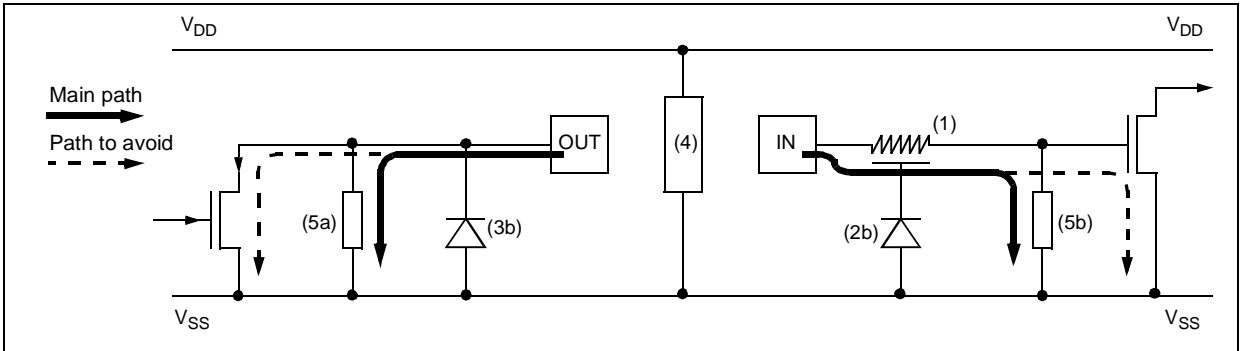 VDD
VDD
Main path
Path to avoid
OUT
(4)
IN
(1)
(5a)
(3b)
(2b)
(5b)
VSS
VSS